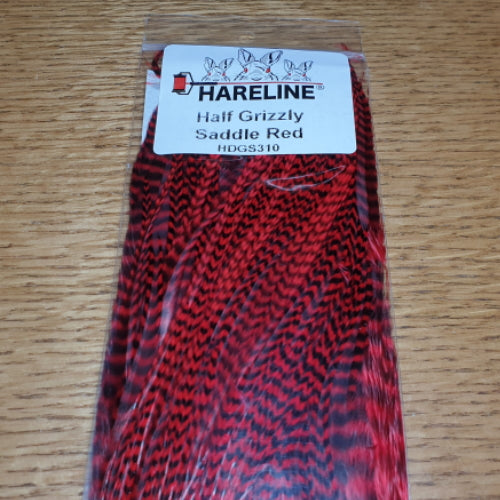 HARELINE®
Half Grizzly
Saddle Red
HDGS310